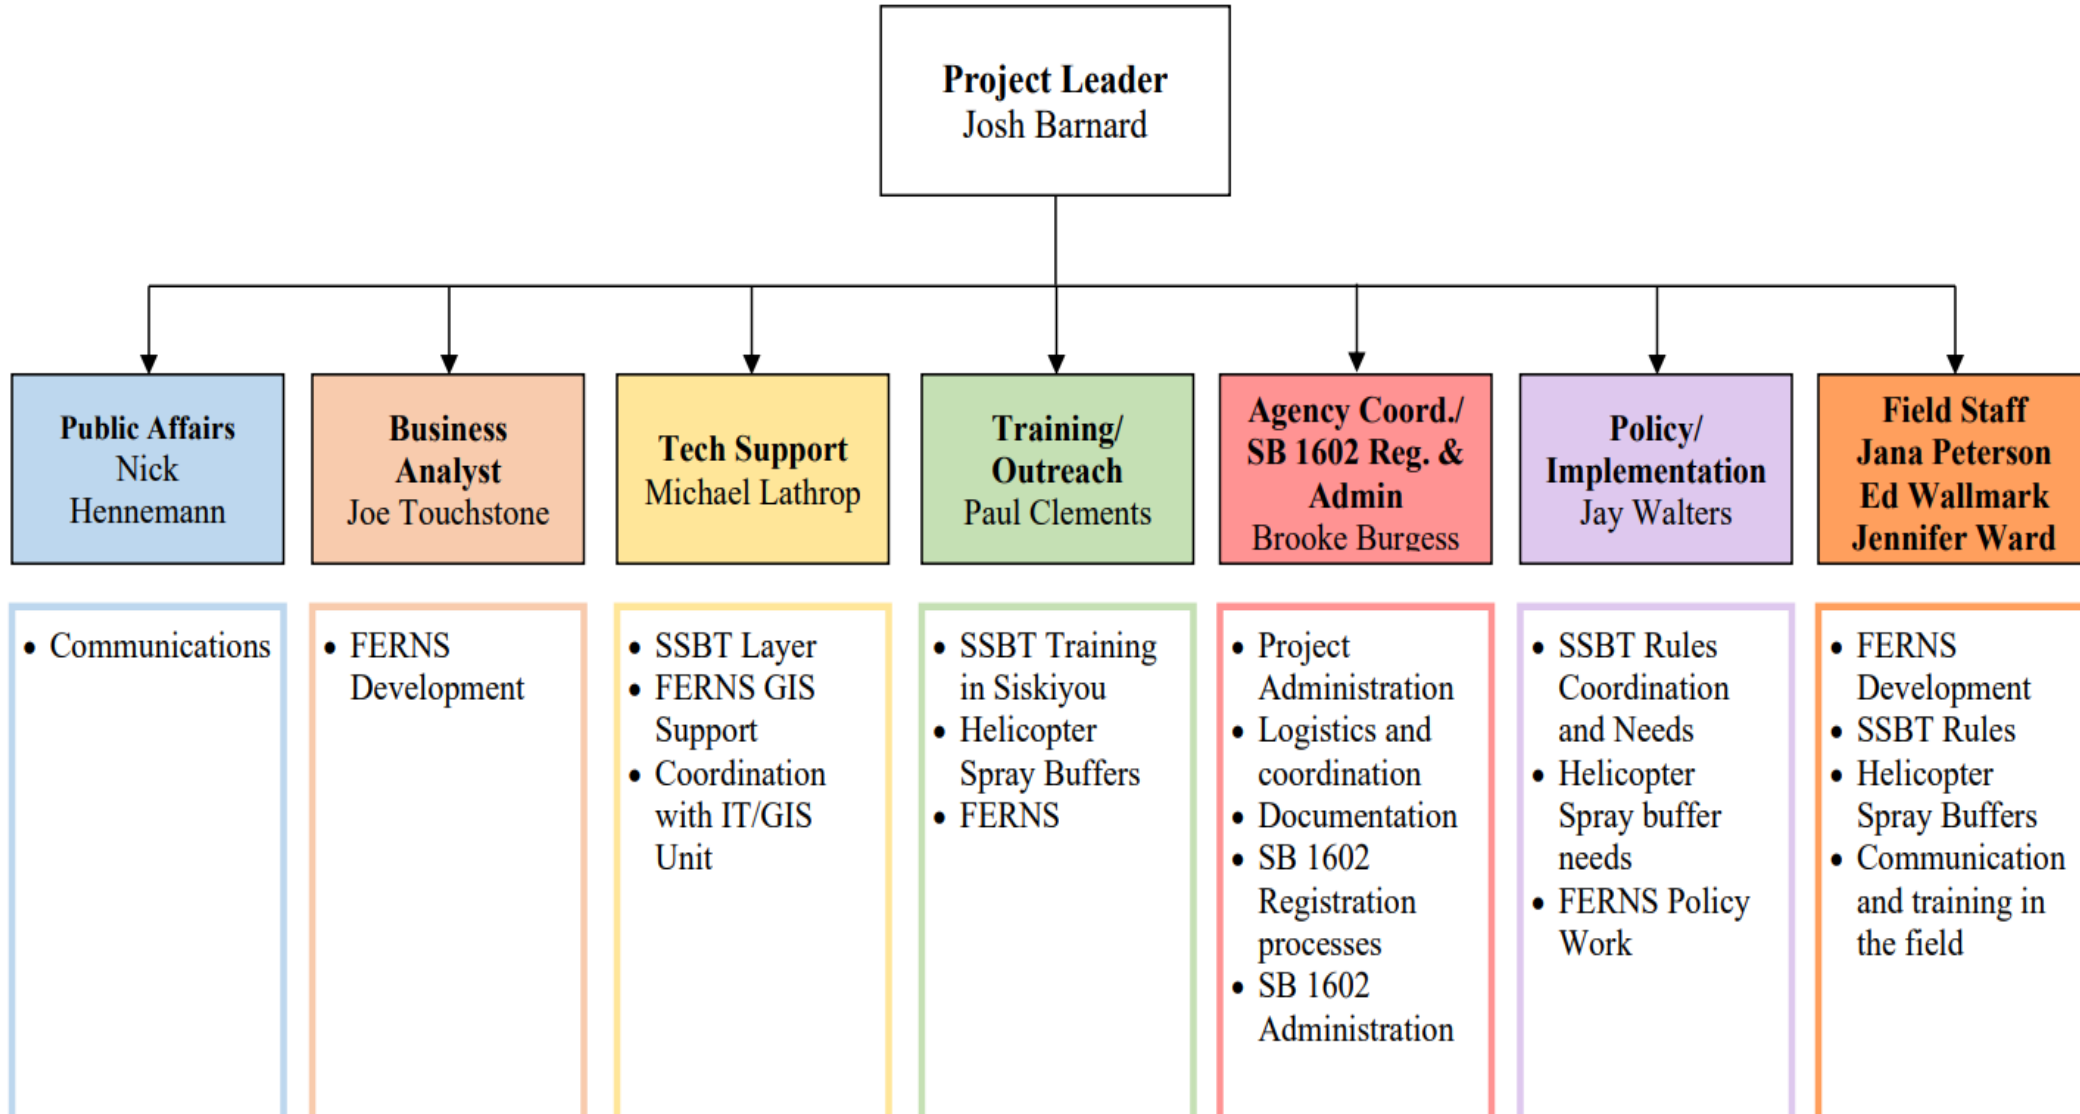 Project Leader
Josh Barnard
Public Affairs
Nick
Hennemann
Business
Analyst
Joe Touchstone
Tech Support
Michael Lathrop
Training/
Outreach
Paul Clements
Agency Coord./
SB 1602 Reg. &
Admin
Brooke Burgess
Policy/
Implementation
Jay Walters
Field Staff
Jana Peterson
Ed Wallmark
Jennifer Ward
• Communications
• FERNS
Development
• SSBT Layer
• FERNS GIS
Support
• Coordination
with IT/GIS
Unit
• SSBT Training
in Siskiyou
• Helicopter
Spray Buffers
• FERNS
• Project
Administration
• Logistics and
coordination
• Documentation
• SB 1602
Registration
processes
• SB 1602
Administration
• SSBT Rules
Coordination
and Needs
• Helicopter
Spray buffer
needs
• FERNS Policy
Work
• FERNS
Development
• SSBT Rules
• Helicopter
Spray Buffers
• Communication
and training in
the field